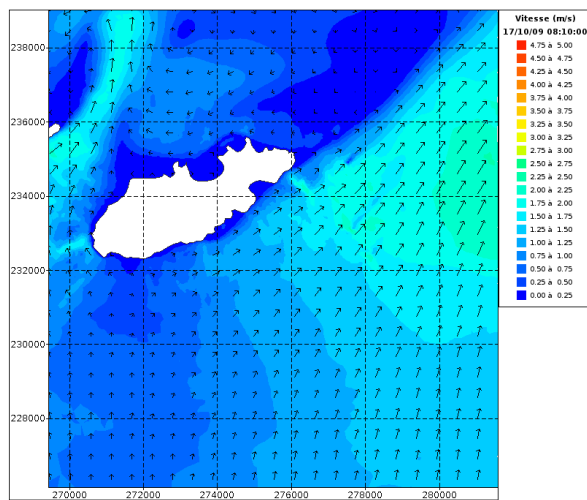 Vitesse (m/s)
17/10/09 08:10:00
4.75 à 5.00
4.50 à 4.75
4.25 à 4.50
4.00 à 4.25
3.75 à 4.00
3.50 à 3.75
3.25 à 3.50
3.00 à 3.25
2.75 à 3.00
2.50 à 2.75
2.25 à 2.50
2.00 à 2.25
1.75 à 2.00
1.50 à 1.75
1.25 à 1.50
1.00 à 1.25
0.75 à 1.00
0.50 à 0.75
0.25 à 0.50
0.00 à 0.25
238000
236000
234000
232000
230000
228000
270000 272000 274000 276000 278000 280000